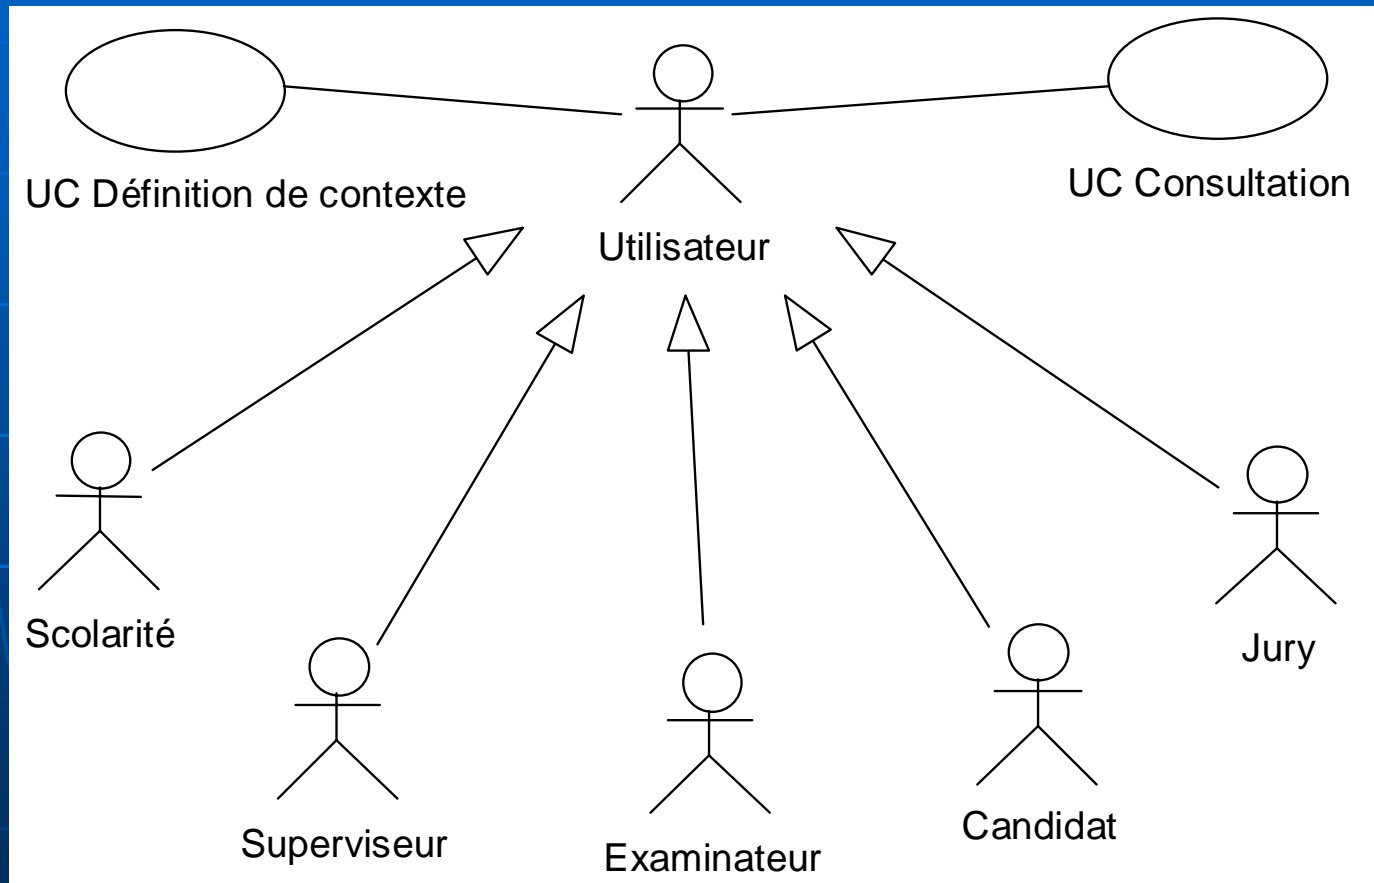 UC Définition de contexte
UC Consultation
Utilisateur
Scolarité
Jury
Superviseur
Examinateur
Candidat